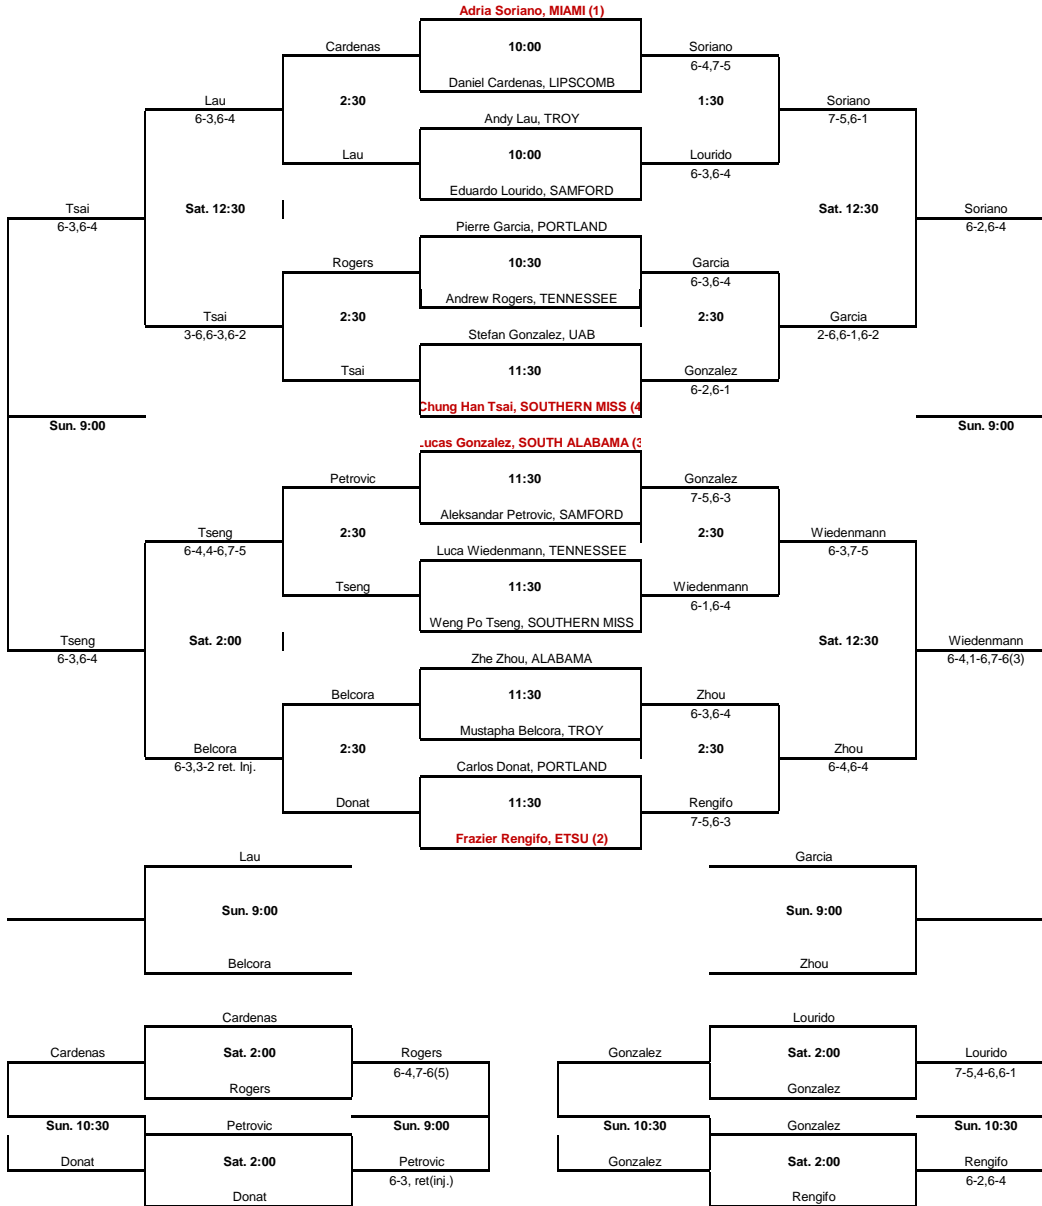 Adria Soriano, MIAMI (1)
Cardenas 10:00 Soriano
6-4,7-5
Daniel Cardenas, LIPSCOMB
Lau 2:30 1:30 Soriano
6-3,6-4 7-5,6-1
Andy Lau, TROY
Lau 10:00 Lourido
6-3,6-4
Eduardo Lourido, SAMFORD
Tsai Sat. 12:30 Sat. 12:30 Soriano
6-3,6-4 6-2,6-4
Pierre Garcia, PORTLAND
Rogers 10:30 Garcia
6-3,6-4
Andrew Rogers, TENNESSEE
Tsai 2:30 2:30 Garcia
3-6,6-3,6-2 2-6,6-1,6-2
Stefan Gonzalez, UAB
Tsai 11:30 Gonzalez
6-2,6-1
Chung Han Tsai, SOUTHERN MISS (4
Sun. 9:00 Sun. 9:00
Lucas Gonzalez, SOUTH ALABAMA (3
Petrovic 11:30 Gonzalez
7-5,6-3
Aleksandar Petrovic, SAMFORD
Tseng 2:30 2:30 Wiedenmann
6-4,4-6,7-5 6-3,7-5
Luca Wiedenmann, TENNESSEE
Tseng 11:30 Wiedenmann
6-1,6-4
Weng Po Tseng, SOUTHERN MISS
Tseng Sat. 2:00 Sat. 12:30 Wiedenmann
6-3,6-4 6-4,1-6,7-6(3)
Zhe Zhou, ALABAMA
Belcora 11:30 Zhou
6-3,6-4
Mustapha Belcora, TROY
Belcora 2:30 2:30 Zhou
6-3,3-2 ret. Inj. 6-4,6-4
Carlos Donat, PORTLAND
Donat 11:30 Rengifo
7-5,6-3
Frazier Rengifo, ETSU (2)
Lau Garcia
Sun. 9:00 Sun. 9:00
Belcora Zhou
Cardenas Lourido
Cardenas Sat. 2:00 Rogers Gonzalez Sat. 2:00 Lourido
6-4,7-6(5) 7-5,4-6,6-1
Rogers Gonzalez
Sun. 10:30 Petrovic Sun. 9:00 Sun. 10:30 Gonzalez Sun. 10:30
Donat Sat. 2:00 Petrovic Gonzalez Sat. 2:00 Rengifo
6-3, ret(inj.) 6-2,6-4
Donat Rengifo